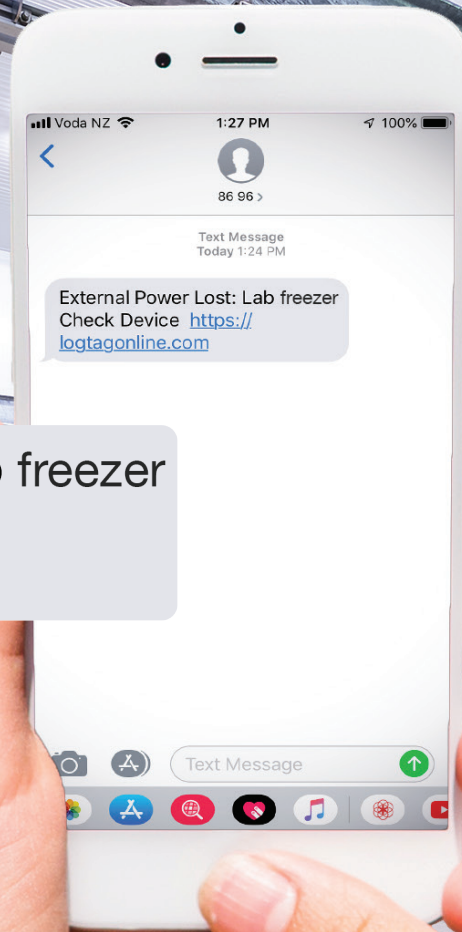 Voda NZ 1:27 PM 100%
86 96 >
Text Message
Today 1:24 PM
External Power Lost: Lab freezer
Check Device https://
logtagonline.com
freezer
Text Message